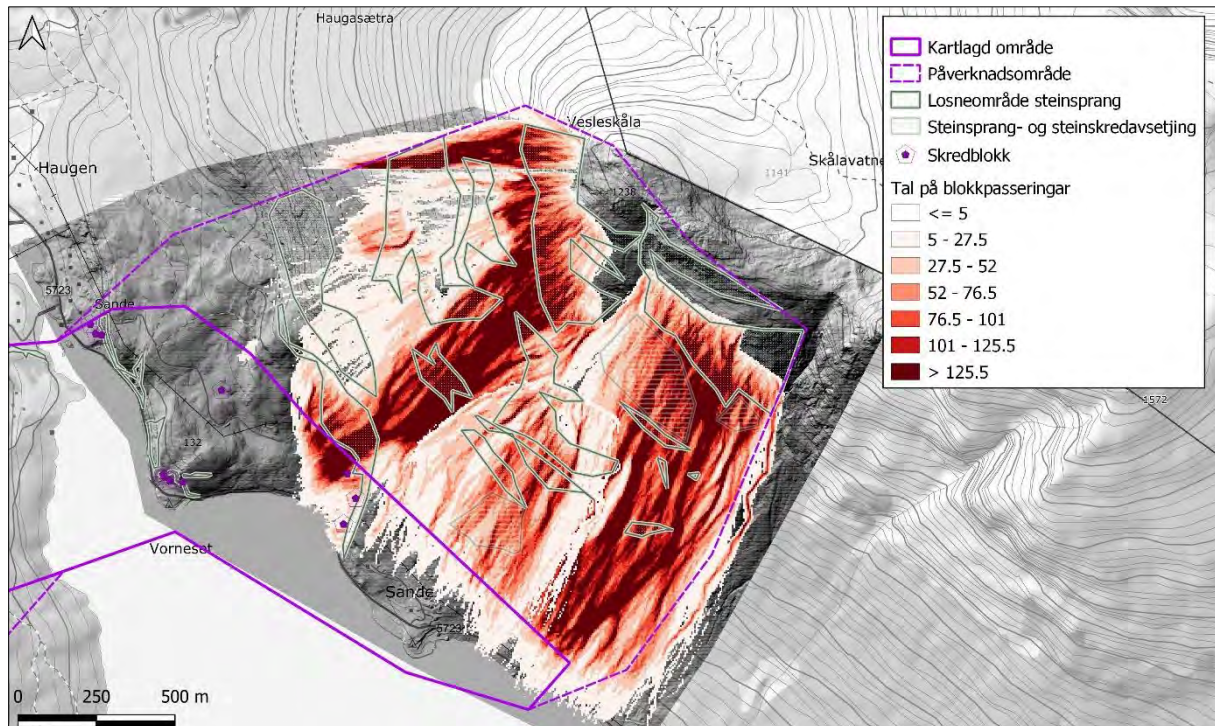 Haugasætra
Vesleskåla
Skålavatne
1141
1238
Haugen
5723
Sande
132
Vorneset
Sande
5723
1572
0 250 500 m
Kartlagd område
Påverknadsområde
Losneområde steinsprang
Steinsprang- og steinskredavsetjing
Skredblokk
Tal på blokkpasseringar
<= 5
5 - 27.5
27.5 - 52
52 - 76.5
76.5 - 101
101 - 125.5
> 125.5